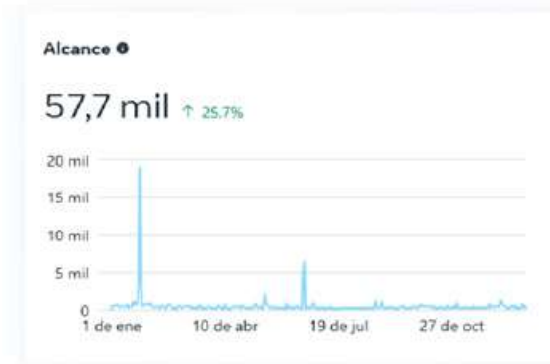 Alcance
57,7 mil ↑ 25.7%
20 mil
15 mil
10 mil
5 mil
0
1 de ene 10 de abr 19 de jul 27 de oct